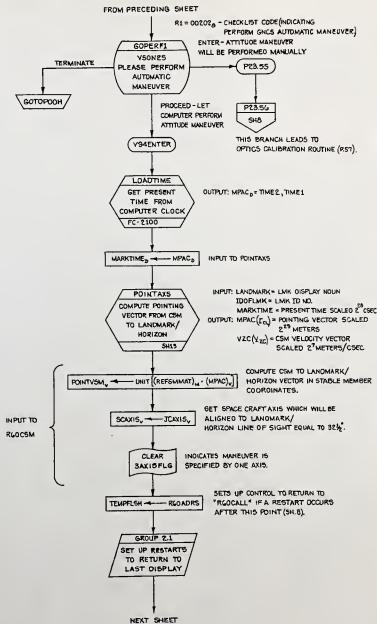 FROM PRECEDING SHEET
R1 = 00202₈ - CHECKLIST CODE (INDICATING
PERFORM GNCS AUTOMATIC MANEUVER)
ENTER - ATTITUDE MANEUVER
WILL BE PERFORMED MANUALLY
GOPERF1
V50N25
PLEASE PERFORM
AUTOMATIC
MANEUVER
TERMINATE
GOTOPOOH
P23.55
P23.56
SH8
THIS BRANCH LEADS TO
OPTICS CALIBRATION ROUTINE (R57).
PROCEED - LET
COMPUTER PERFORM
ATTITUDE MANEUVER
V94ENTER
LOADTIME
GET PRESENT
TIME FROM
COMPUTER CLOCK
FC-2100
OUTPUT: MPAC_D = TIME2, TIME1
MARKTIME_D ← MPAC_D
INPUT TO POINTAXS
POINTAXS
COMPUTE POINTING
VECTOR FROM CSM
TO LANDMARK/
HORIZON
SH13
INPUT: LANDMARK = LMK DISPLAY NOUN
IDOFLMK = LMK ID NO.
MARKTIME = PRESENT TIME SCALED 2^28 CSEC
OUTPUT: MPAC (r_CL) = POINTING VECTOR SCALED
2^29 METERS
VZC (V_ZC) = CSM VELOCITY VECTOR
SCALED 2^7 METERS/CSEC
POINTVSM_V ← UNIT [(REFSMMAT)_M · (MPAC)_V]
COMPUTE CSM TO LANDMARK/
HORIZON VECTOR IN STABLE MEMBER
COORDINATES.
INPUT TO
R60CSM
SCAXIS_V ← JCAXIS_V
SET SPACE CRAFT AXIS WHICH WILL BE
ALIGNED TO LANDMARK/
HORIZON LINE OF SIGHT EQUAL TO 32½°.
CLEAR
3AXISFLG
INDICATES MANEUVER IS
SPECIFIED BY ONE AXIS.
TEMPFLSH ← R60ADRS
SETS UP CONTROL TO RETURN TO
"R60CALL" IF A RESTART OCCURS
AFTER THIS POINT (SH.8).
GROUP 2.1
SET UP RESTARTS
TO RETURN TO
LAST DISPLAY
NEXT SHEET